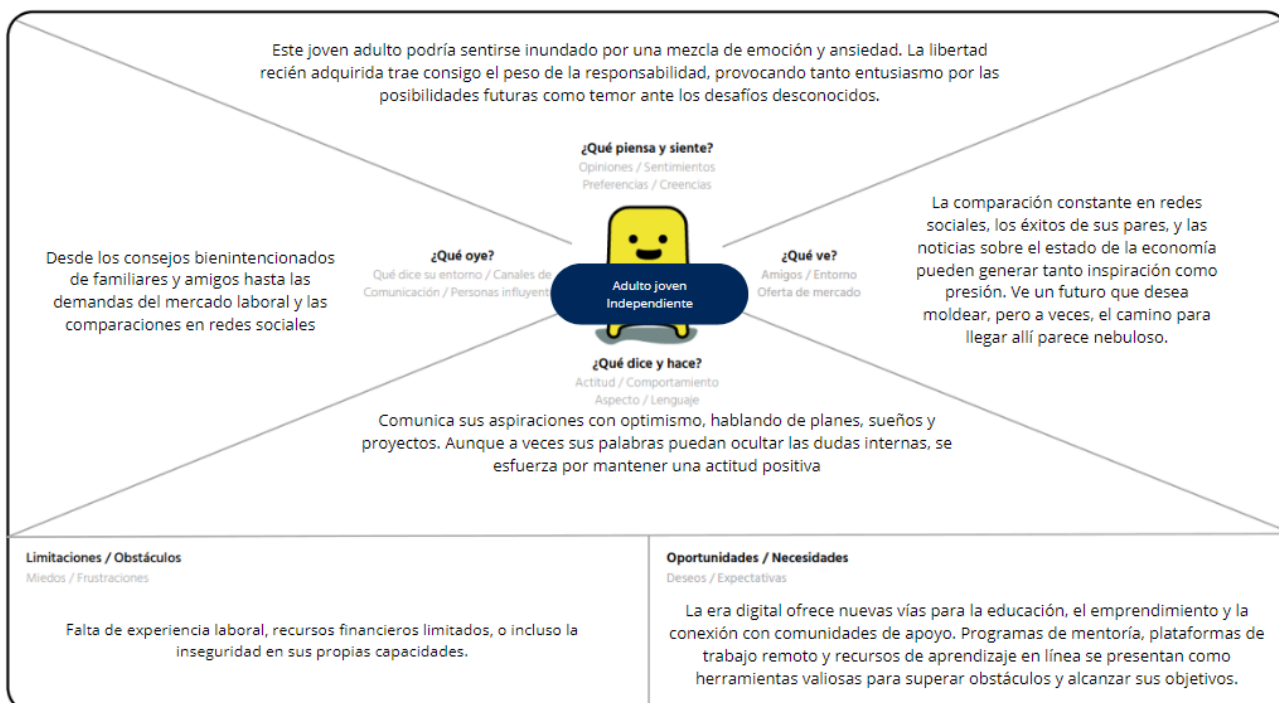 Este joven adulto podría sentirse inundado por una mezcla de emoción y ansiedad. La libertad
recién adquirida trae consigo el peso de la responsabilidad, provocando tanto entusiasmo por las
posibilidades futuras como temor ante los desafíos desconocidos.
¿Qué piensa y siente?
Opiniones / Sentimientos
Preferencias / Creencias
Desde los consejos bienintencionados
de familiares y amigos hasta las
demandas del mercado laboral y las
comparaciones en redes sociales
¿Qué oye?
Qué dice su entorno / Canales de
Comunicación / Personas influyent
Adulto joven
Independiente
¿Qué ve?
Amigos / Entorno
Oferta de mercado
La comparación constante en redes
sociales, los éxitos de sus pares, y las
noticias sobre el estado de la economía
pueden generar tanto inspiración como
presión. Ve un futuro que desea
moldear, pero a veces, el camino para
llegar allí parece nebuloso.
¿Qué dice y hace?
Actitud / Comportamiento
Aspecto / Lenguaje
Comunica sus aspiraciones con optimismo, hablando de planes, sueños y
proyectos. Aunque a veces sus palabras puedan ocultar las dudas internas, se
esfuerza por mantener una actitud positiva
Limitaciones / Obstáculos
Miedos / Frustraciones
Falta de experiencia laboral, recursos financieros limitados, o incluso la
inseguridad en sus propias capacidades.
Oportunidades / Necesidades
Deseos / Expectativas
La era digital ofrece nuevas vías para la educación, el emprendimiento y la
conexión con comunidades de apoyo. Programas de mentoría, plataformas de
trabajo remoto y recursos de aprendizaje en línea se presentan como
herramientas valiosas para superar obstáculos y alcanzar sus objetivos.